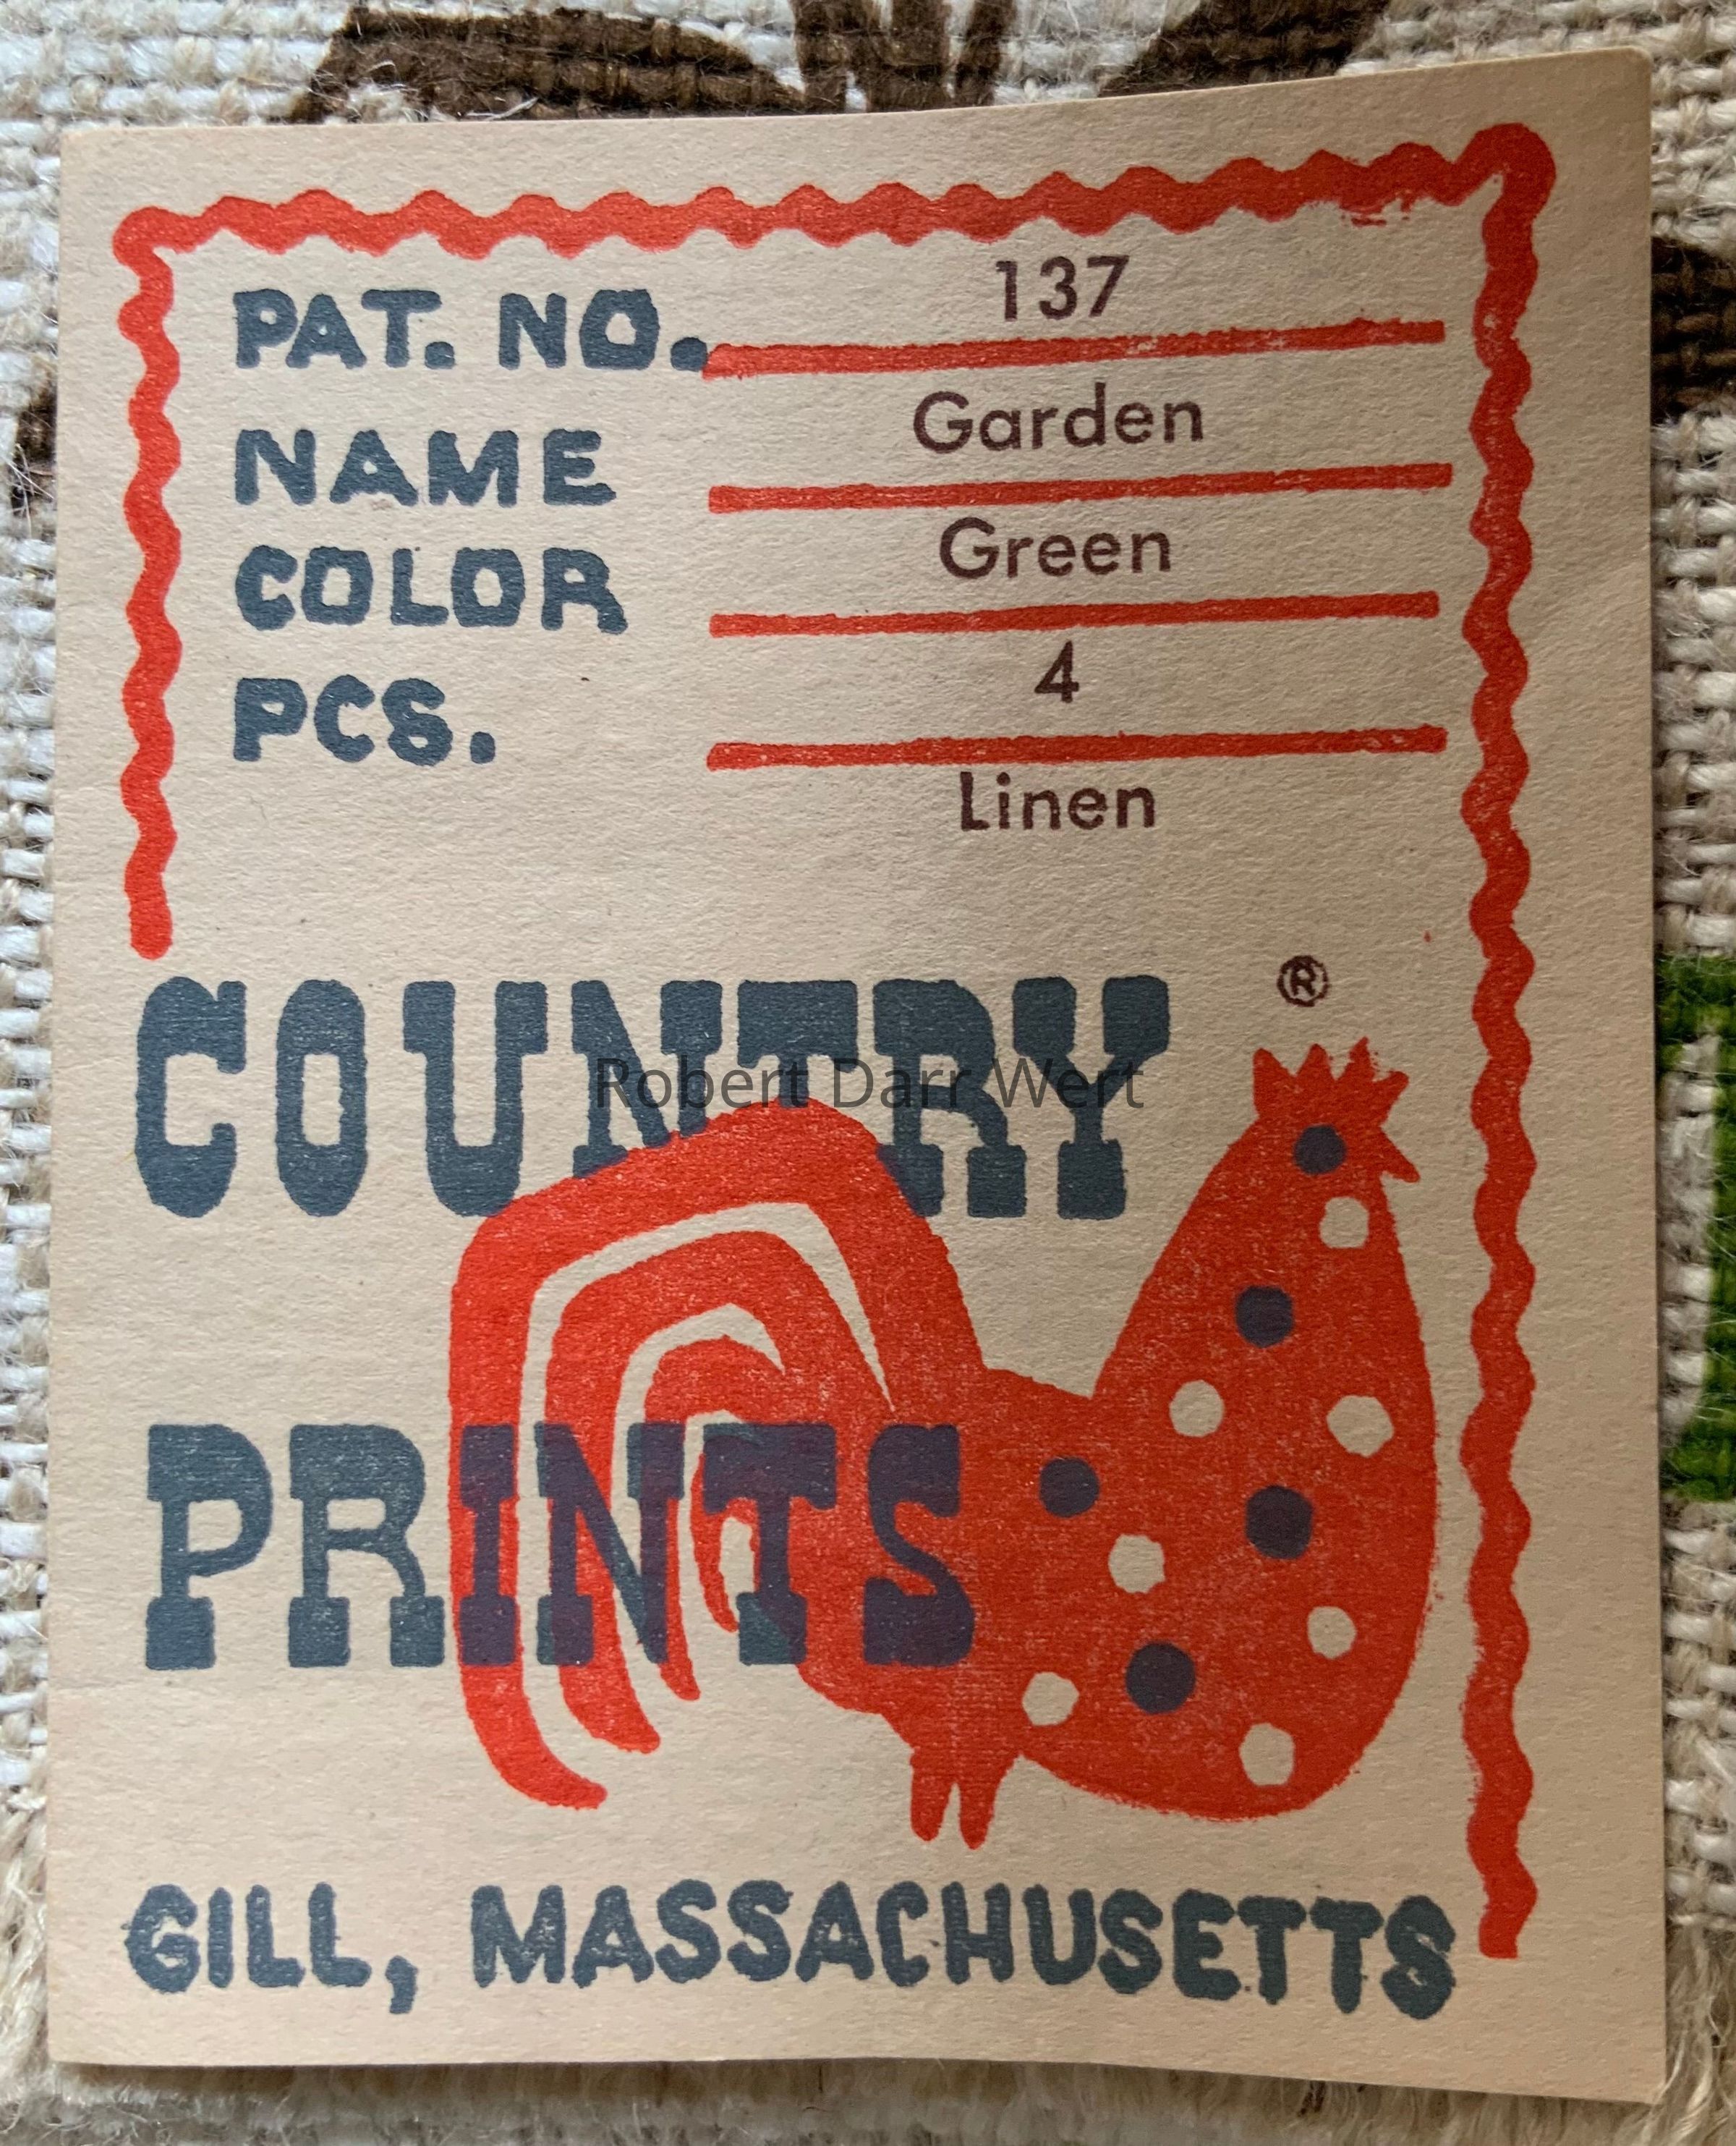 PAT. NO. 137
NAME Garden
COLOR Green
PCS. 4
Linen
COUNTRY ®
Robert Darr Wert
PRINTS
GILL, MASSACHUSETTS